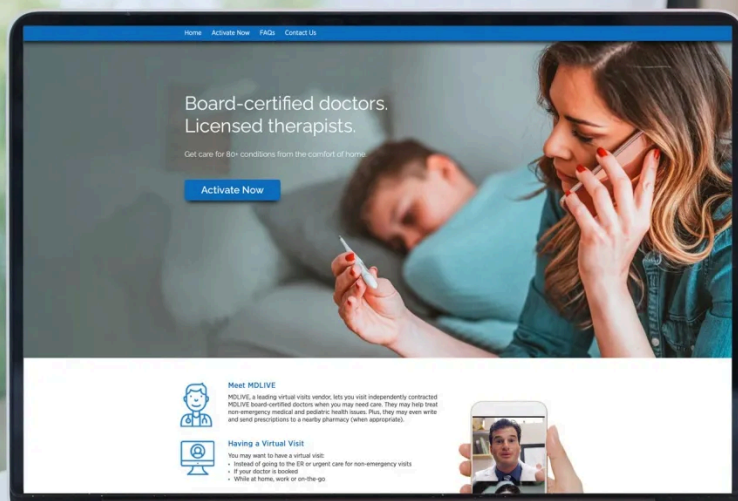 Home Activate Now FAQs Contact Us
Board-certified doctors.
Licensed therapists.
Get care for 80+ conditions from the comfort of home.
Activate Now
Meet MDLIVE
MDLIVE, a leading virtual visits vendor, lets you visit independently contracted
MDLIVE board-certified doctors when you may need care. They may help treat
non-emergency medical and pediatric health issues. Plus, they may even write
and send prescriptions to a nearby pharmacy (when appropriate).
Having a Virtual Visit
You may want to have a virtual visit:
• Instead of going to the ER or urgent care for non-emergency visits
• If your doctor is booked
• While at home, work or on-the-go